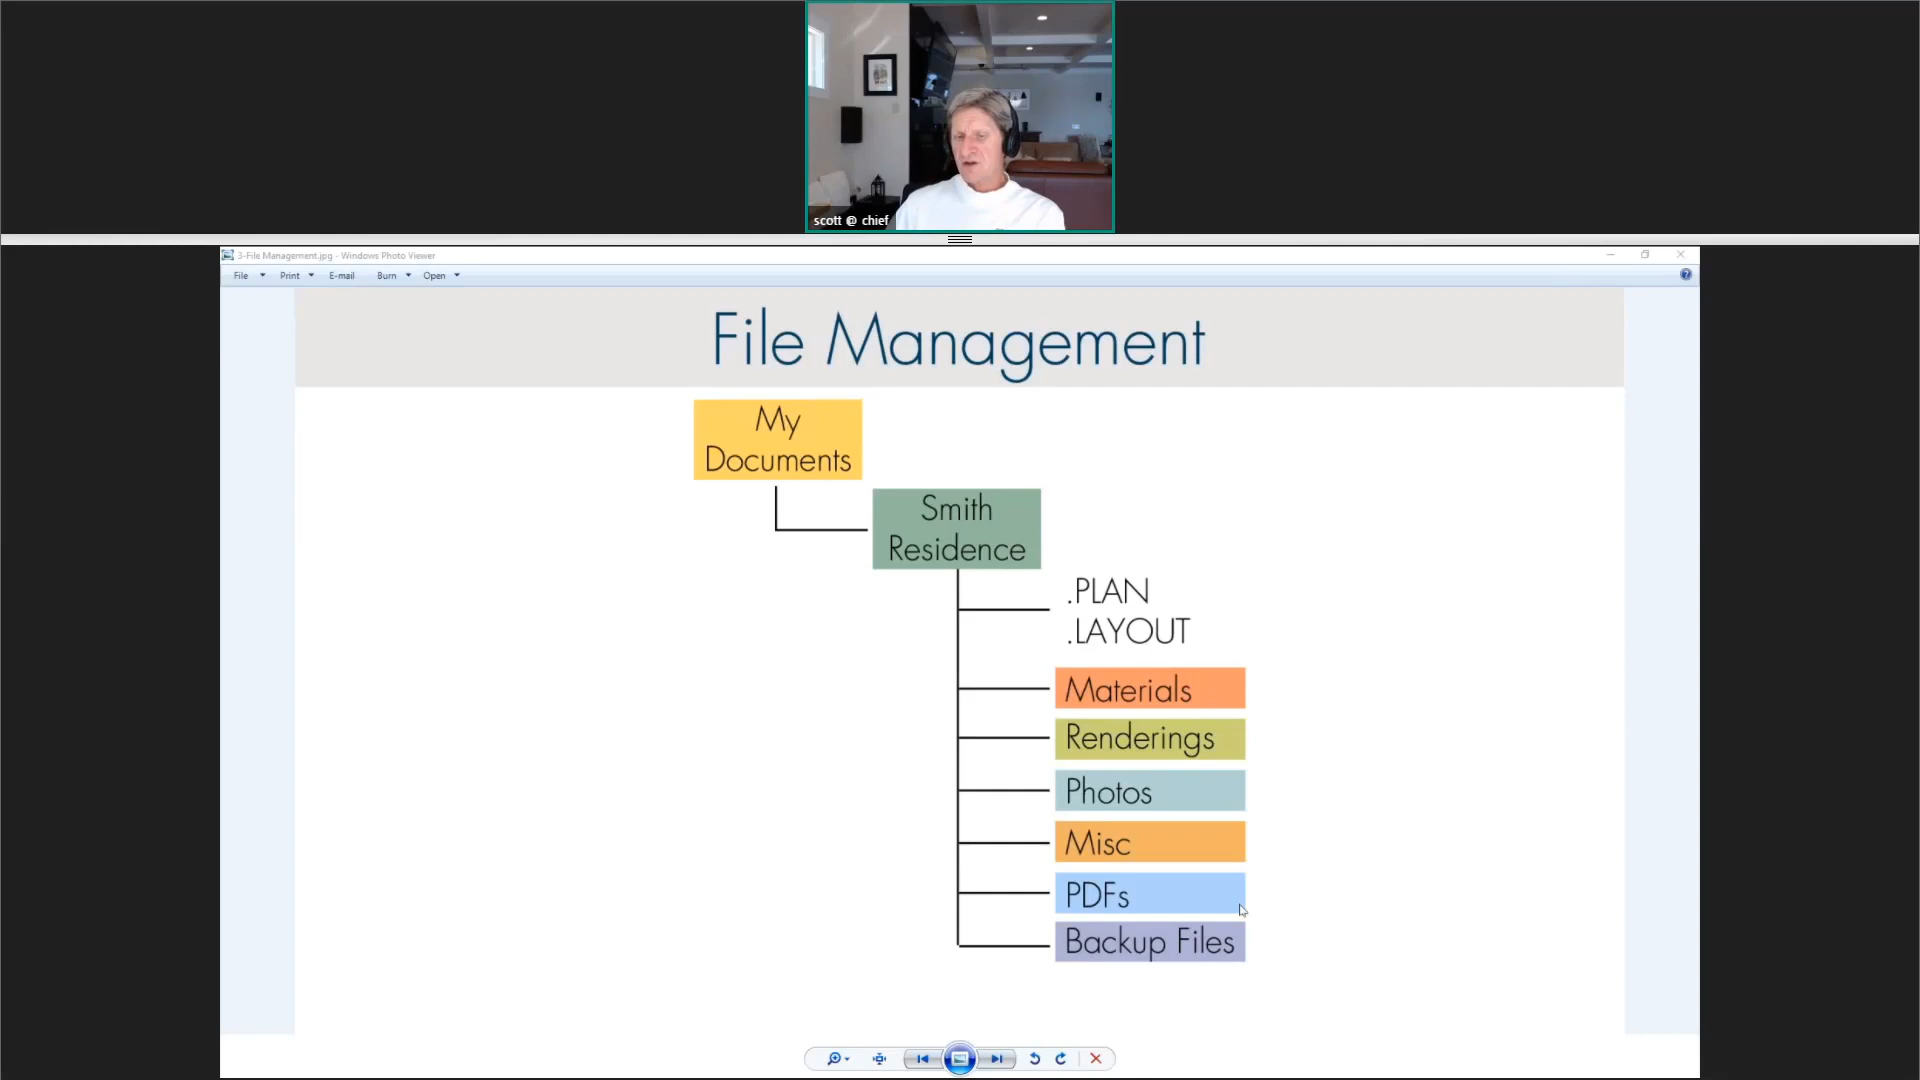 scott @ chief
3-File Management.jpg - Windows Photo Viewer
File Print E-mail Burn Open
File Management
My
Documents
Smith
Residence
.PLAN
.LAYOUT
Materials
Renderings
Photos
Misc
PDFs
Backup Files